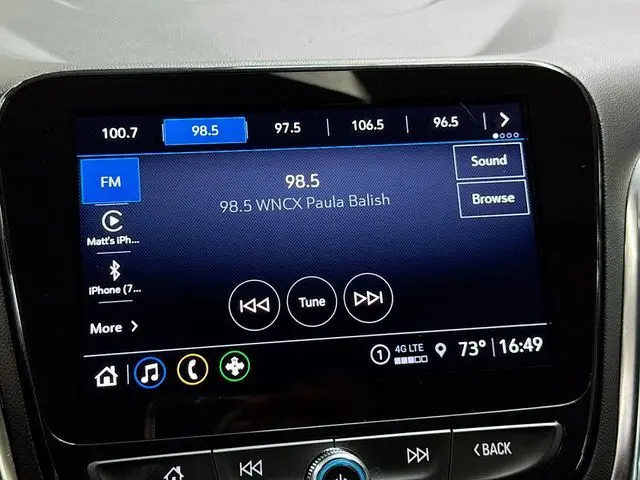 100.7 98.5 97.5 106.5 96.5
FM
98.5
98.5 WNCX Paula Balish
Sound
Browse
Matt's iPh...
iPhone (7...
Tune
More
1 4G LTE 73° 16:49
BACK